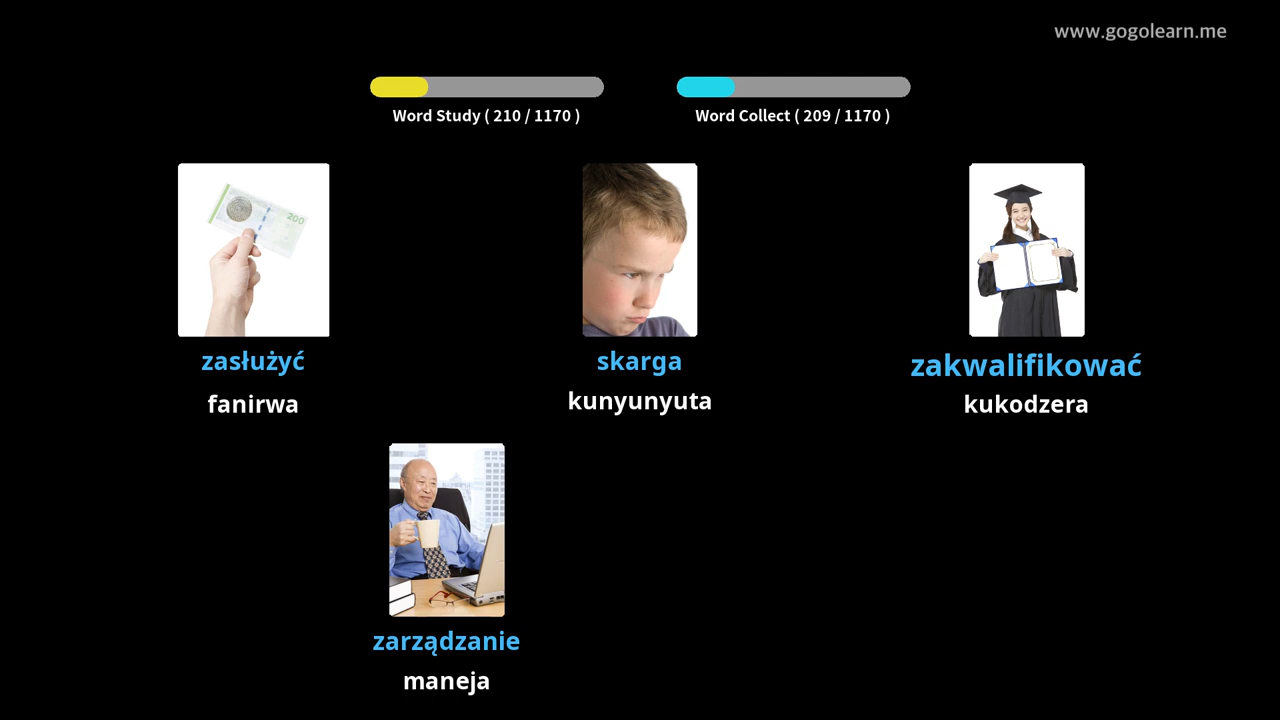 www.gogolearn.me
Word Study ( 210 / 1170 )
Word Collect ( 209 / 1170 )
200
zasłużyć
skarga
zakwalifikować
fanirwa
kunyunyuta
kukodzera
zarządzanie
maneja